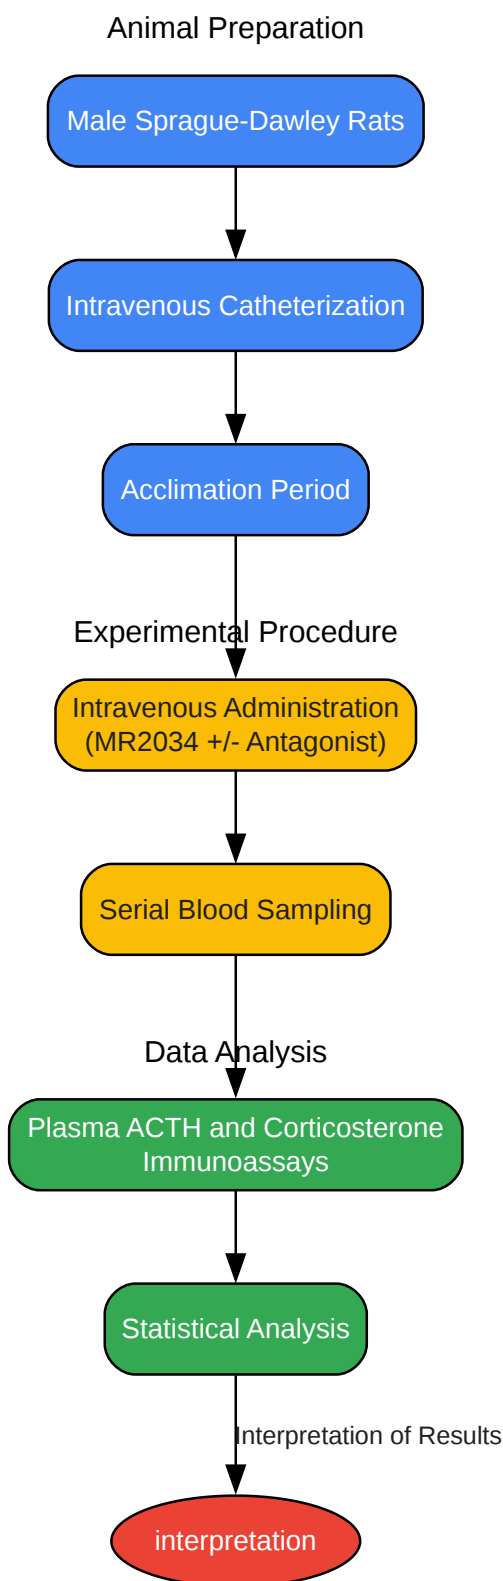 Animal Preparation
Male Sprague-Dawley Rats
Intravenous Catheterization
Acclimation Period
Experimental Procedure
Intravenous Administration
(MR2034 +/- Antagonist)
Serial Blood Sampling
Data Analysis
Plasma ACTH and Corticosterone
Immunoassays
Statistical Analysis
Interpretation of Results
interpretation